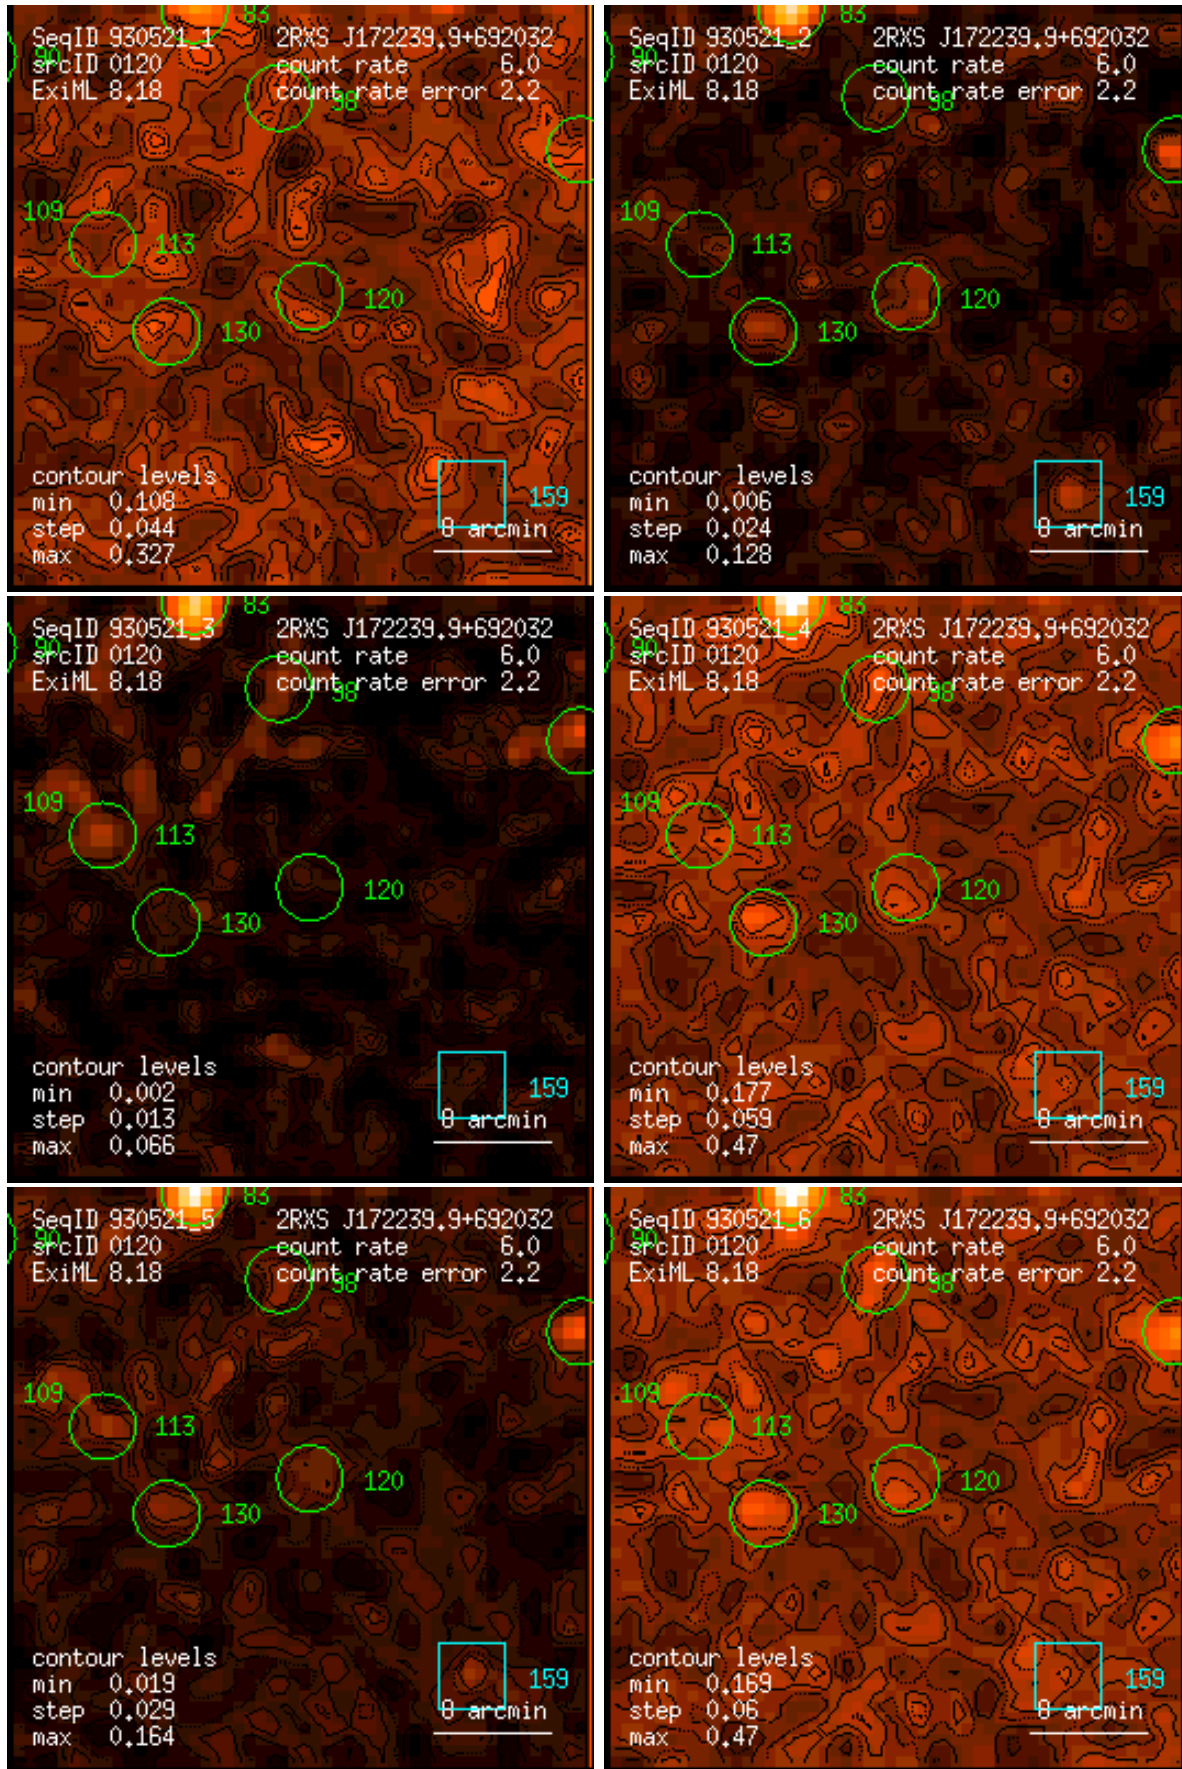 83
SeqID 930521_1 2RXS J172239.9+692032
90
srcID 0120 count rate 6.0
ExiML 8.18 count rate error 2.2
98
109
113
120
130
contour levels
min 0.108
159
step 0.044 8 arcmin
max 0.327
83
SeqID 930521_2 2RXS J172239.9+692032
90
srcID 0120 count rate 6.0
ExiML 8.18 count rate error 2.2
98
109
113
120
130
contour levels
min 0.006
159
step 0.024 8 arcmin
max 0.128
83
SeqID 930521_3 2RXS J172239.9+692032
90
srcID 0120 count rate 6.0
ExiML 8.18 count rate error 2.2
98
109
113
120
130
contour levels
min 0.002
159
step 0.013 8 arcmin
max 0.066
83
SeqID 930521_4 2RXS J172239.9+692032
90
srcID 0120 count rate 6.0
ExiML 8.18 count rate error 2.2
98
109
113
120
130
contour levels
min 0.177
159
step 0.059 8 arcmin
max 0.47
83
SeqID 930521_5 2RXS J172239.9+692032
90
srcID 0120 count rate 6.0
ExiML 8.18 count rate error 2.2
98
109
113
120
130
contour levels
min 0.019
159
step 0.029 8 arcmin
max 0.164
83
SeqID 930521_6 2RXS J172239.9+692032
90
srcID 0120 count rate 6.0
ExiML 8.18 count rate error 2.2
98
109
113
120
130
contour levels
min 0.169
159
step 0.06 8 arcmin
max 0.47